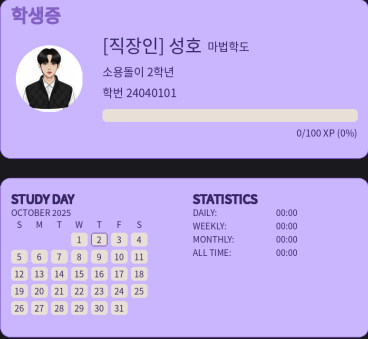 학생증
[직장인] 성호 마법학도
소용돌이 2학년
학번 24040101
0/100 XP (0%)
STUDY DAY
OCTOBER 2025
S M T W T F S
1 2 3 4
5 6 7 8 9 10 11
12 13 14 15 16 17 18
19 20 21 22 23 24 25
26 27 28 29 30 31
STATISTICS
DAILY: 00:00
WEEKLY: 00:00
MONTHLY: 00:00
ALL TIME: 00:00